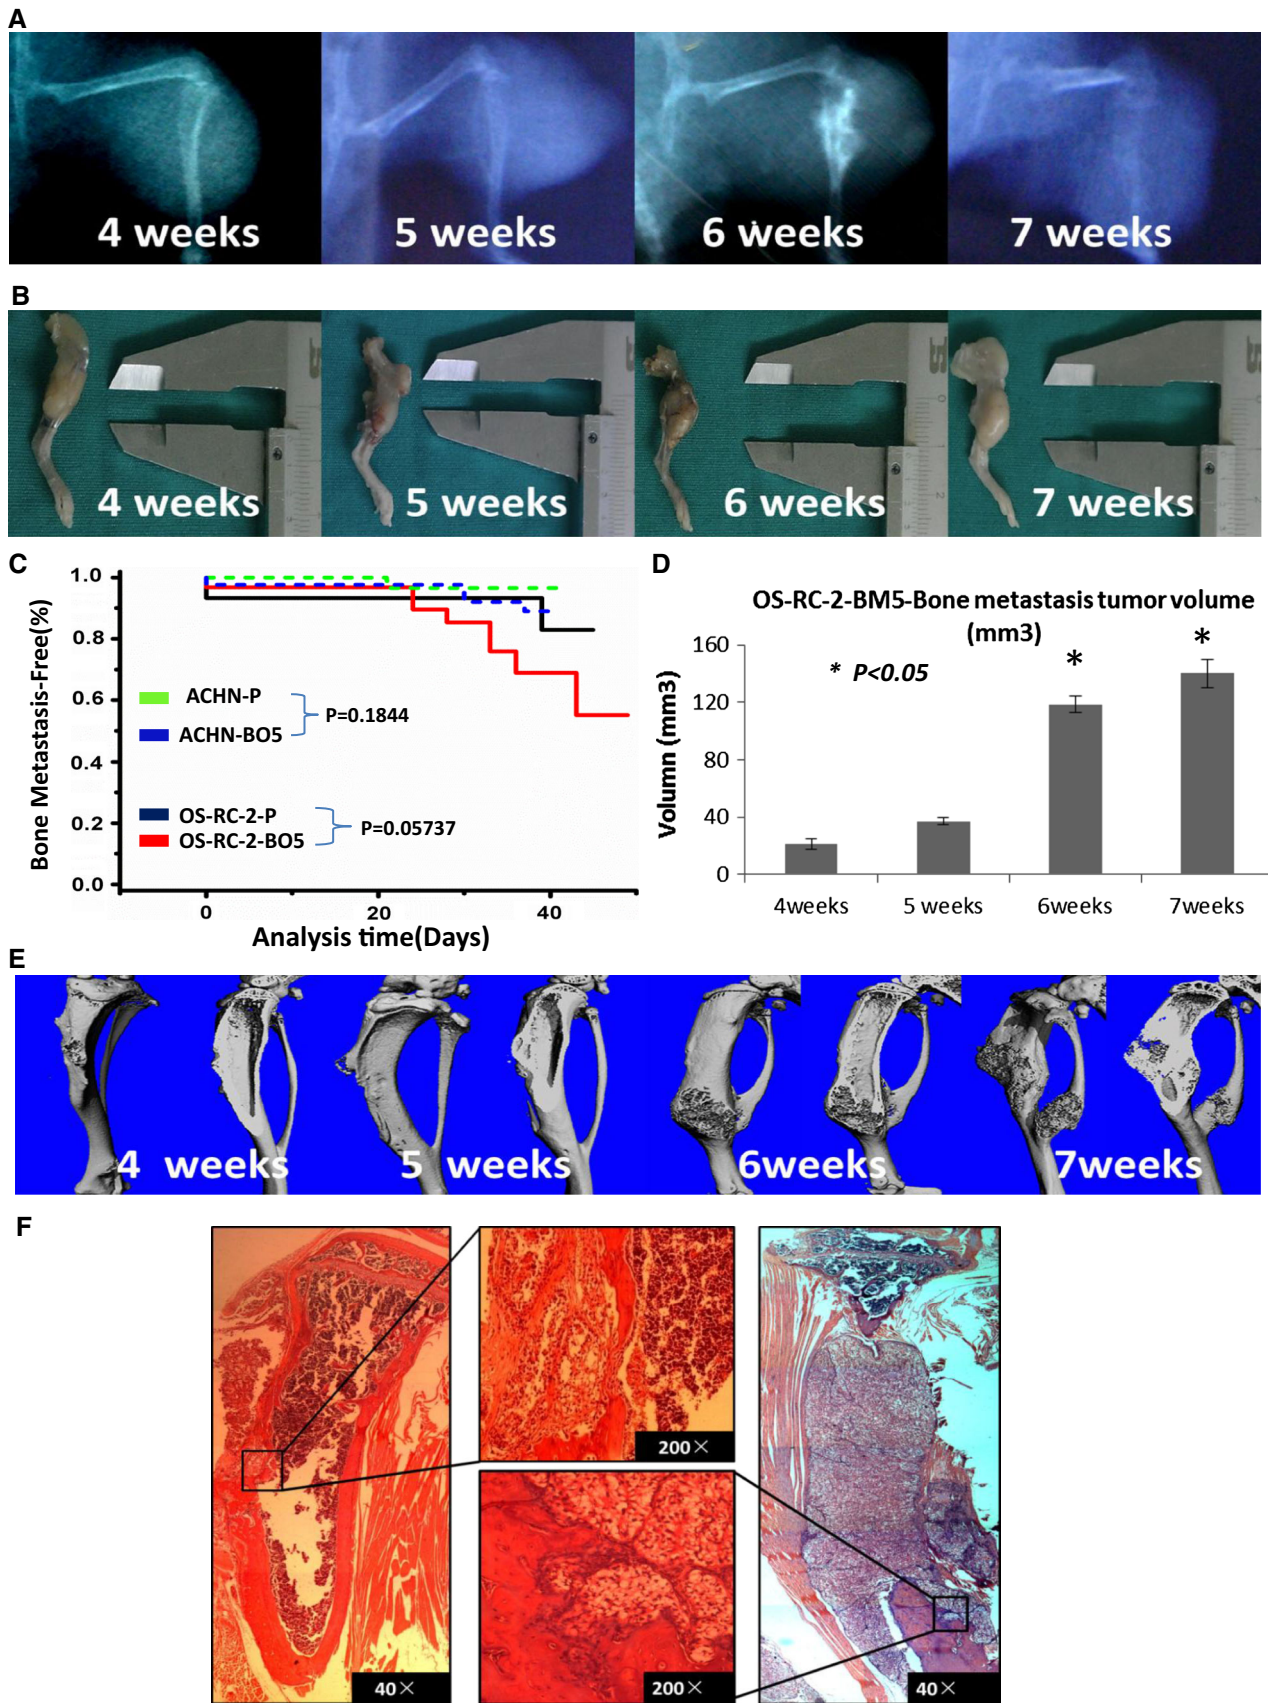 A
4 weeks
5 weeks
6 weeks
7 weeks
B
4 weeks
5 weeks
6 weeks
7 weeks
C
Bone Metastasis-Free(%)
1.0
0.8
0.6
0.4
0.2
0.0
ACHN-P
ACHN-BO5
P=0.1844
OS-RC-2-P
OS-RC-2-BO5
P=0.05737
0
20
40
Analysis time(Days)
D
OS-RC-2-BM5-Bone metastasis tumor volume
(mm3)
* P<0.05
*
*
Volumn (mm3)
160
120
80
40
0
4weeks
5 weeks
6weeks
7weeks
E
4 weeks
5 weeks
6weeks
7weeks
F
40×
200×
200×
40×